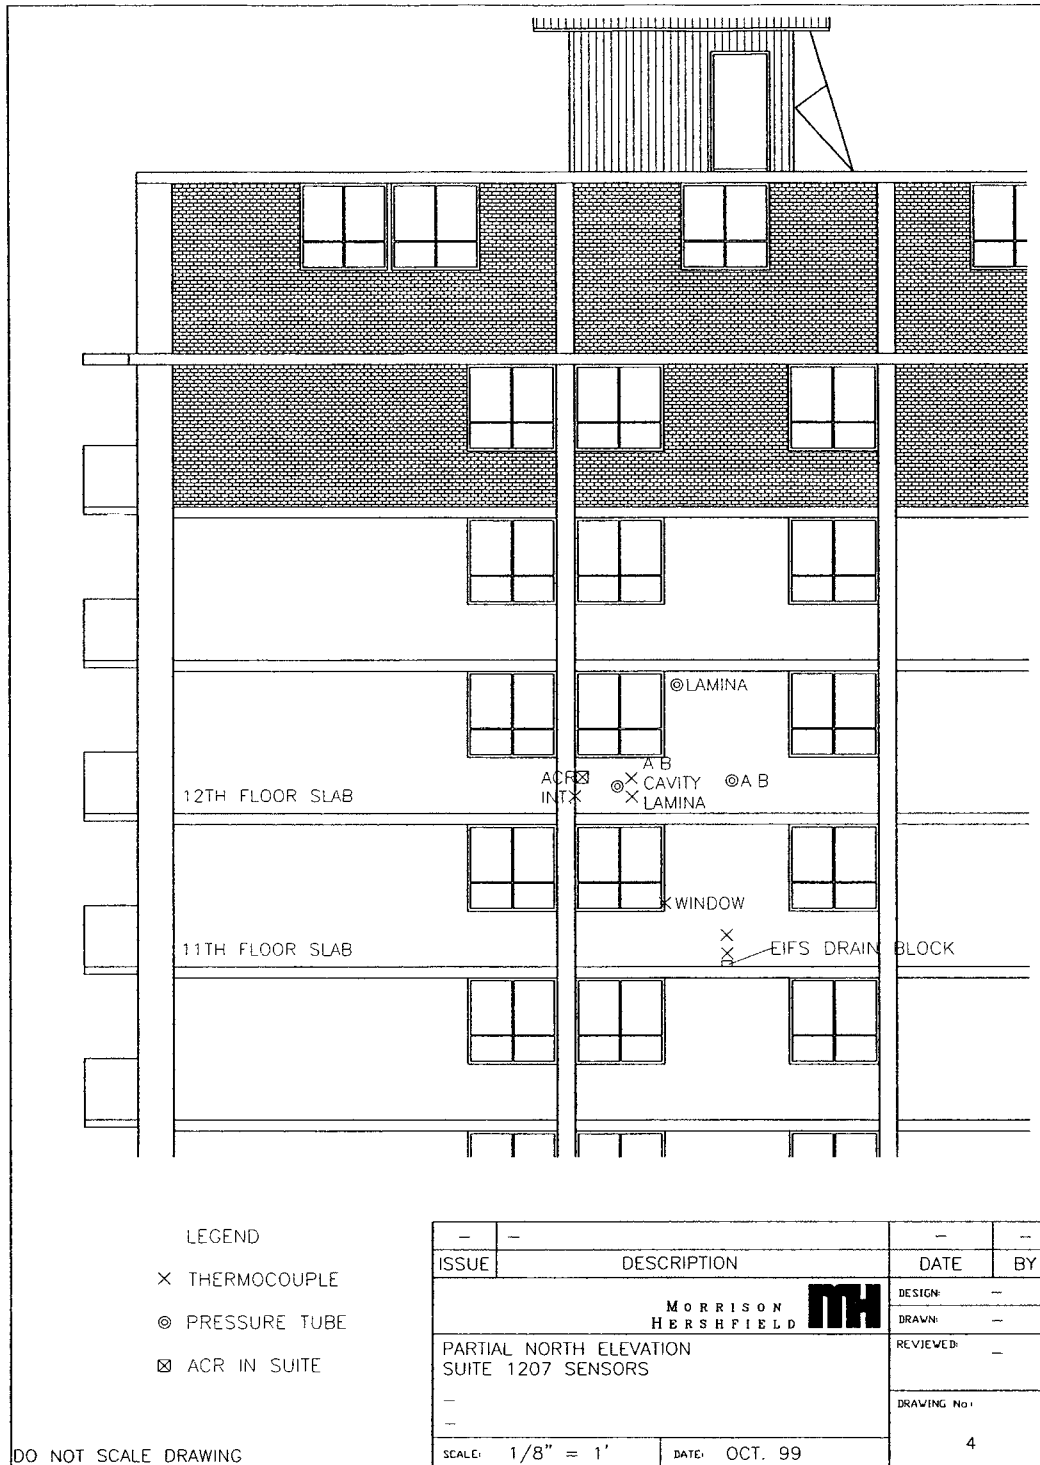 LAMINA
A B
ACR
CAVITY
A B
INT
LAMINA
12TH FLOOR SLAB
WINDOW
11TH FLOOR SLAB
EIFS DRAIN BLOCK
LEGEND
THERMOCOUPLE
PRESSURE TUBE
ACR IN SUITE
DO NOT SCALE DRAWING
– – – –
ISSUE DESCRIPTION DATE BY
MORRISON
HERSHFIELD
MH
DESIGN: –
DRAWN: –
REVIEWED: –
PARTIAL NORTH ELEVATION
SUITE 1207 SENSORS
–
–
DRAWING No:
4
SCALE: 1/8" = 1'
DATE: OCT. 99